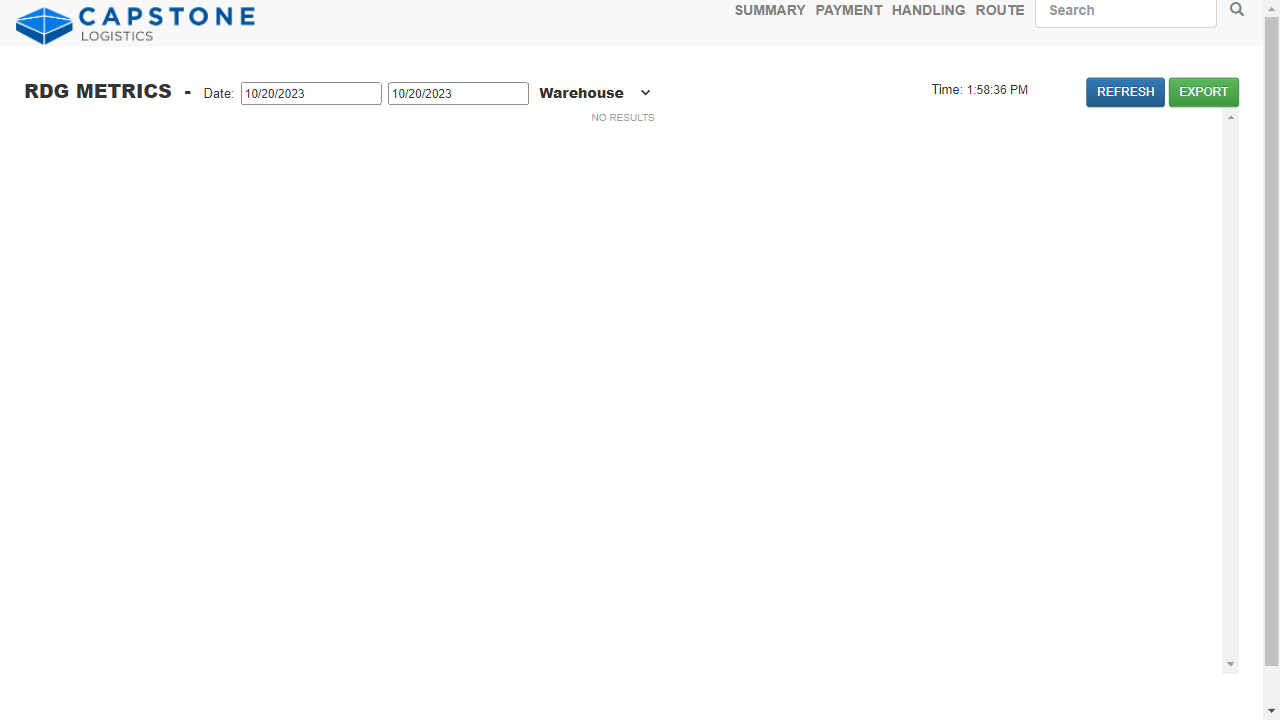 CAPSTONE
LOGISTICS
SUMMARY PAYMENT HANDLING ROUTE Search
RDG METRICS - Date: 10/20/2023 10/20/2023 Warehouse Time: 1:58:36 PM REFRESH EXPORT
NO RESULTS